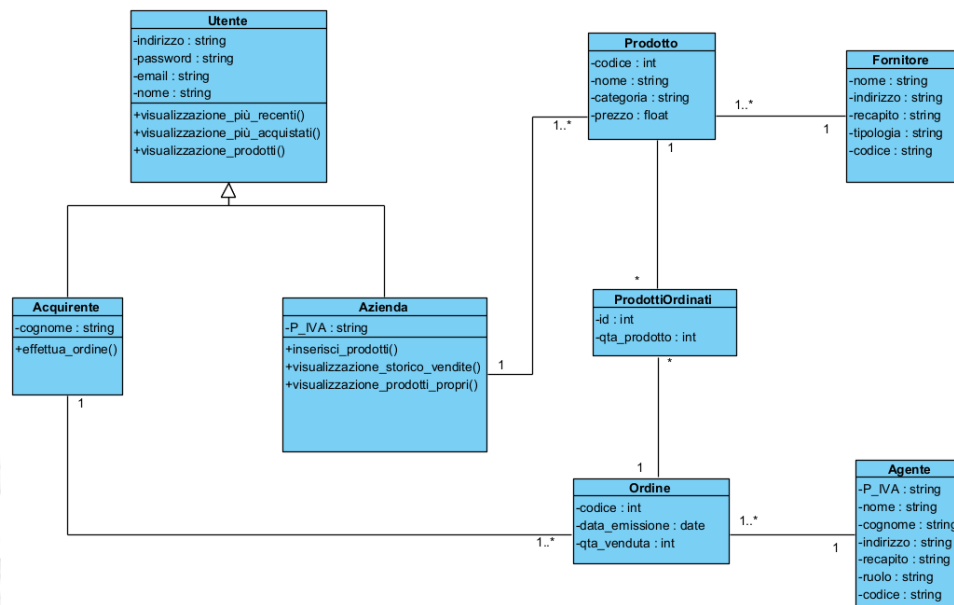 Utente
-indirizzo : string
-password : string
-email : string
-nome : string
+visualizzazione_più_recenti()
+visualizzazione_più_acquistati()
+visualizzazione_prodotti()
Prodotto
-codice : int
-nome : string
-categoria : string
-prezzo : float
Fornitore
-nome : string
-indirizzo : string
-recapito : string
-tipologia : string
-codice : string
1..*
1..*
1
1
Acquirente
-cognome : string
+effettua_ordine()
1
Azienda
-P_IVA : string
+inserisci_prodotti()
+visualizzazione_storico_vendite()
+visualizzazione_prodotti_propri()
1
*
ProdottiOrdinati
-id : int
-qta_prodotto : int
*
1
Ordine
-codice : int
-data_emissione : date
-qta_venduta : int
1..*
1..*
1
Agente
-P_IVA : string
-nome : string
-cognome : string
-indirizzo : string
-recapito : string
-ruolo : string
-codice : string